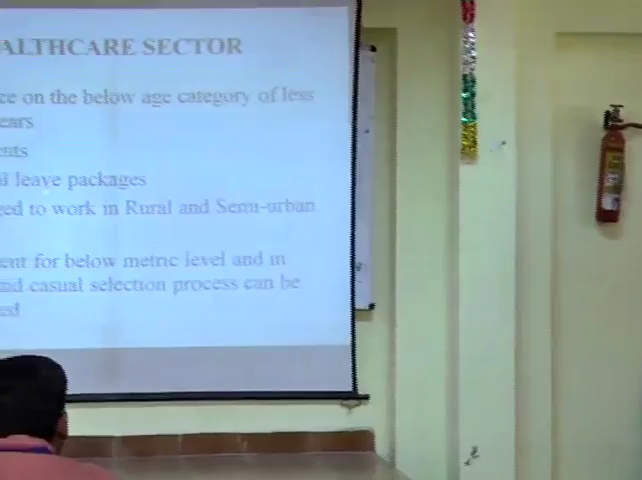 ALTHCARE SECTOR
ce on the below age category of less
ears
ents
l leave packages
ed to work in Rural and Semi-urban
ent for below metric level and in
nd casual selection process can be
ed